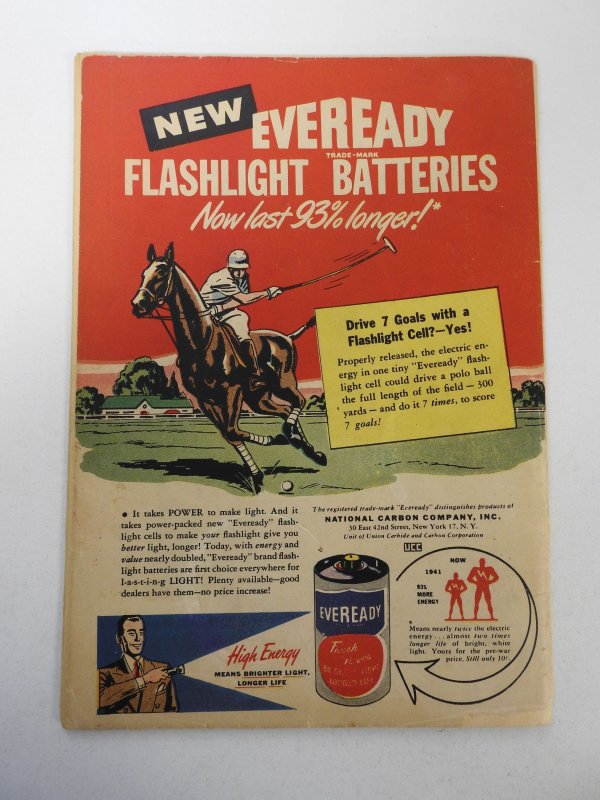 NEW EVEREADY
TRADE-MARK
FLASHLIGHT BATTERIES
Now last 93% longer!*
Drive 7 Goals with a
Flashlight Cell?—Yes!
Properly released, the electric en-
ergy in one tiny "Eveready" flash-
light cell could drive a polo ball
the full length of the field — 300
yards — and do it 7 times, to score
7 goals!
• It takes POWER to make light. And it
takes power-packed new "Eveready" flash-
light cells to make your flashlight give you
better light, longer! Today, with energy and
value nearly doubled, "Eveready" brand flash-
light batteries are first choice everywhere for
l-a-s-t-i-n-g LIGHT! Plenty available—good
dealers have them—no price increase!
The registered trade-mark "Eveready" distinguishes products of
NATIONAL CARBON COMPANY, INC.
30 East 42nd Street, New York 17, N. Y.
Unit of Union Carbide and Carbon Corporation
UCC
High Energy
MEANS BRIGHTER LIGHT,
LONGER LIFE
EVEREADY
NOW
1941
93%
MORE
ENERGY
*
Means nearly twice the electric
energy . . . almost two times
longer life of bright, white
light. Yours for the pre-war
price. Still only 10¢.